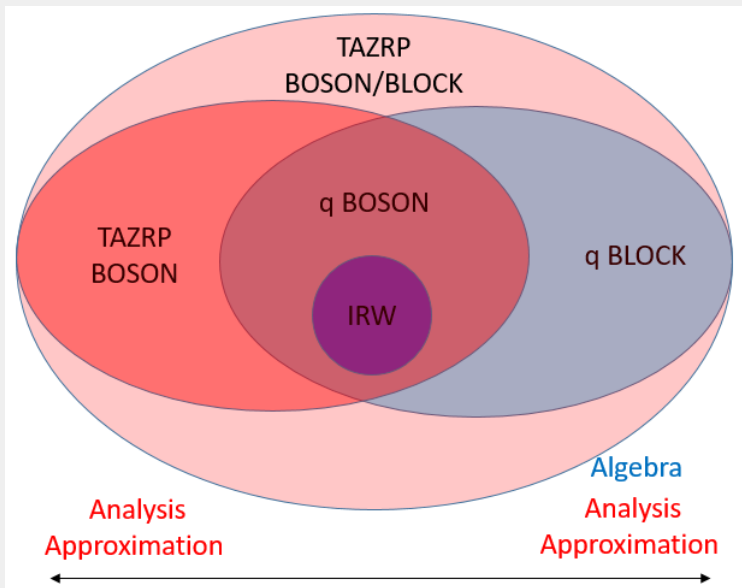 TAZRP
BOSON/BLOCK
q BOSON
TAZRP
BOSON
q BLOCK
IRW
Algebra
Analysis
Approximation
Analysis
Approximation